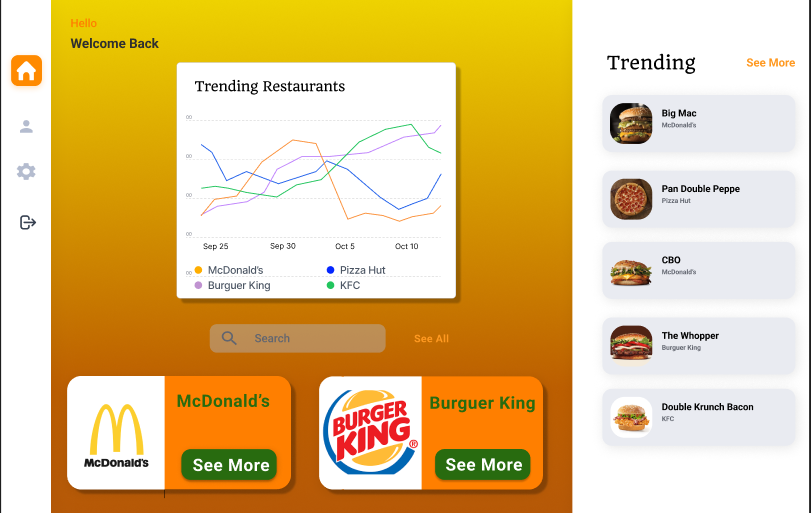 Hello
Welcome Back
Trending Restaurants
00
00
00
00
00
Sep 25 Sep 30 Oct 5 Oct 10
McDonald's Pizza Hut
Burguer King KFC
Search See All
McDonald's
McDonald's
See More
BURGER
KING®
Burguer King
See More
Trending See More
Big Mac
McDonald's
Pan Double Peppe
Pizza Hut
CBO
McDonald's
The Whopper
Burguer King
Double Krunch Bacon
KFC